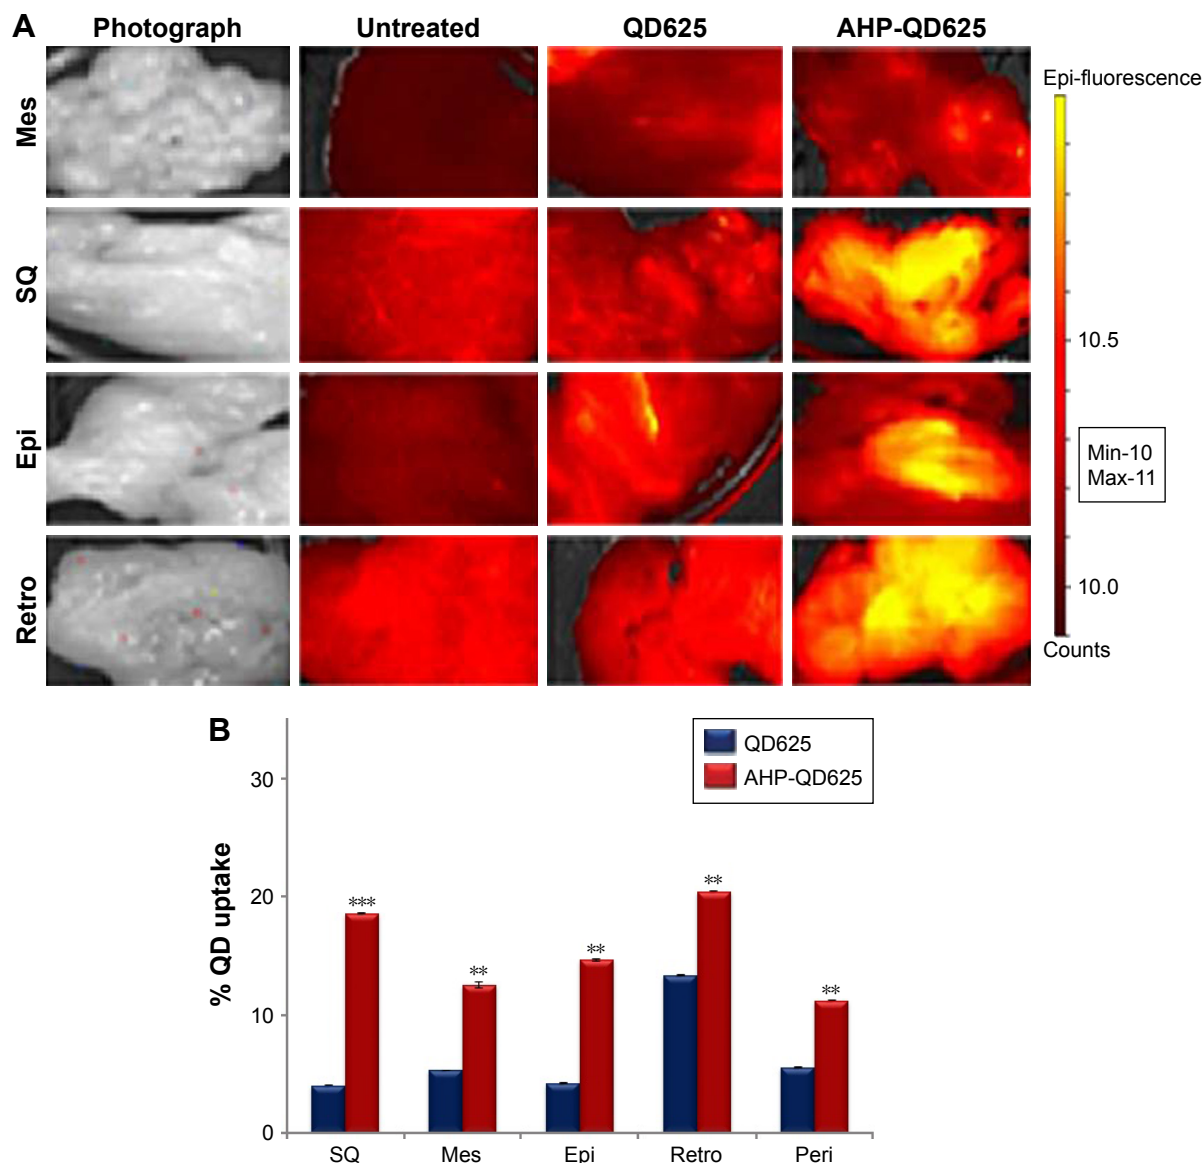 A
Photograph
Untreated
QD625
AHP-QD625
Mes
SQ
Epi
Retro
Epi-fluorescence
10.5
Min-10
Max-11
10.0
Counts
B
QD625
AHP-QD625
% QD uptake
30
20
10
0
***
**
**
**
**
SQ
Mes
Epi
Retro
Peri